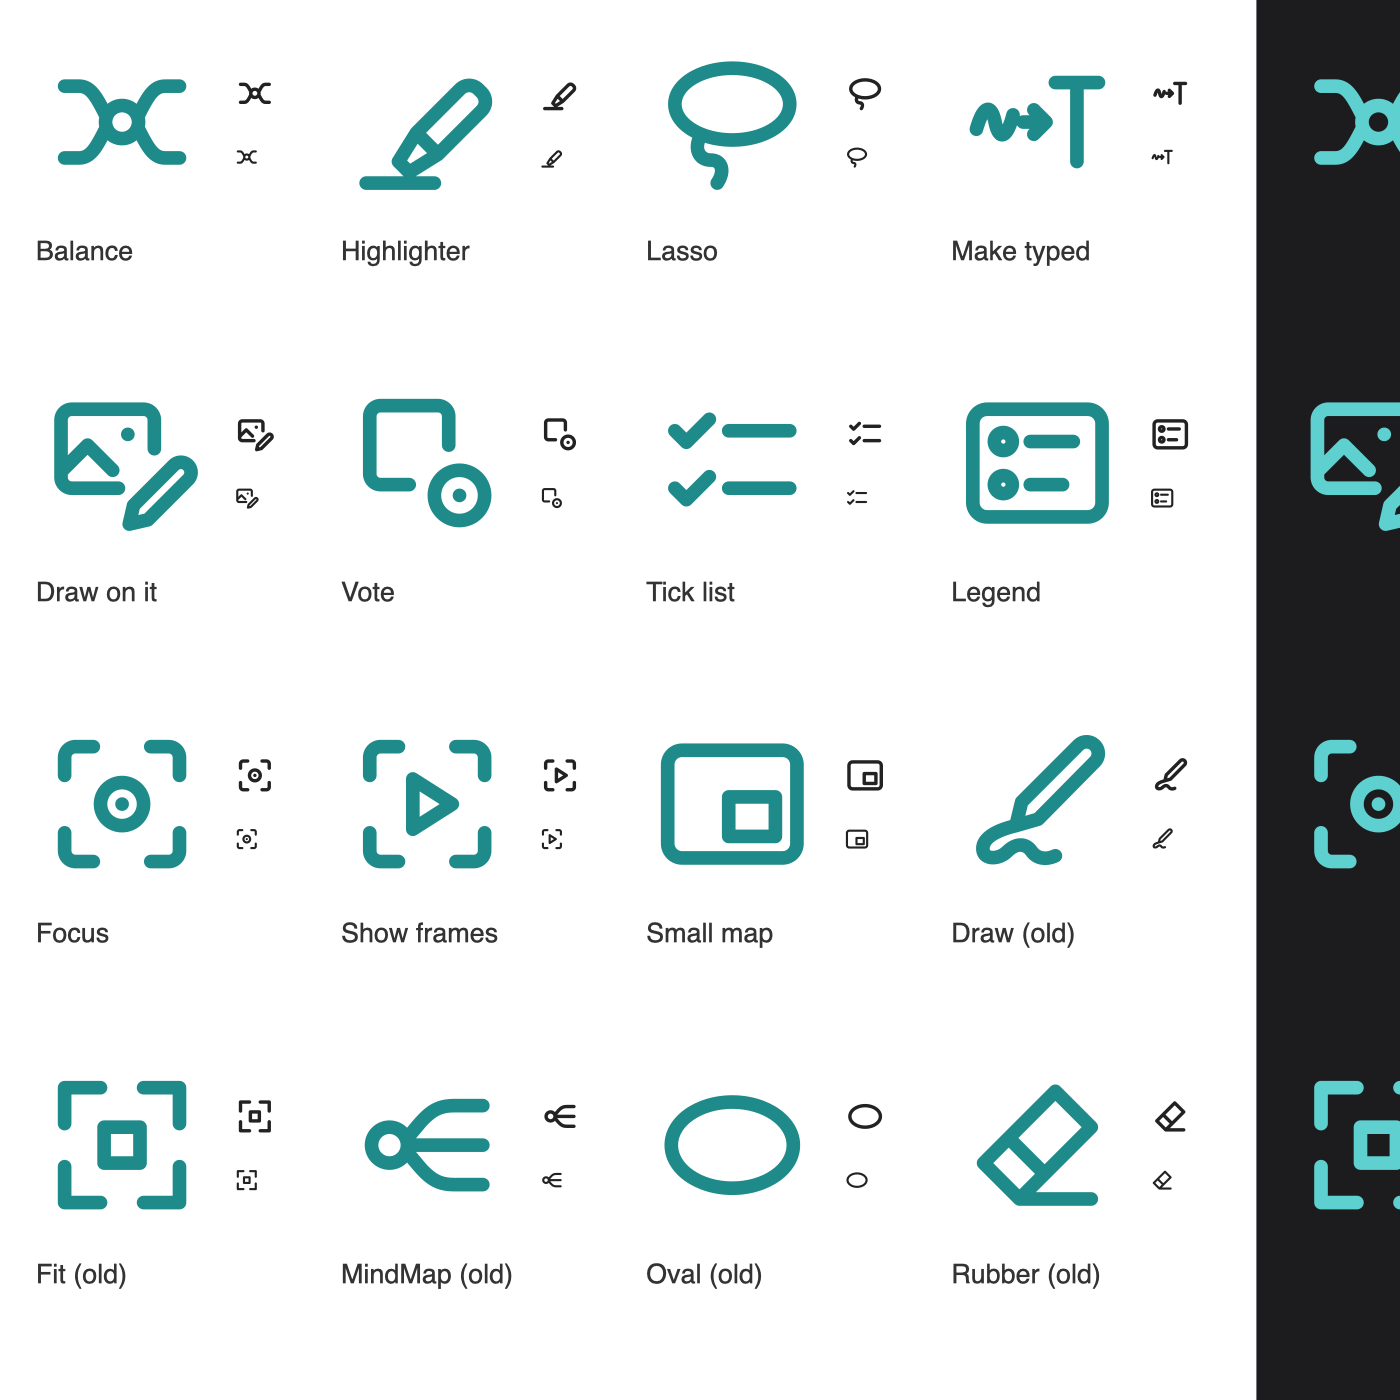 Balance
Highlighter
Lasso
Make typed
Draw on it
Vote
Tick list
Legend
Focus
Show frames
Small map
Draw (old)
Fit (old)
MindMap (old)
Oval (old)
Rubber (old)